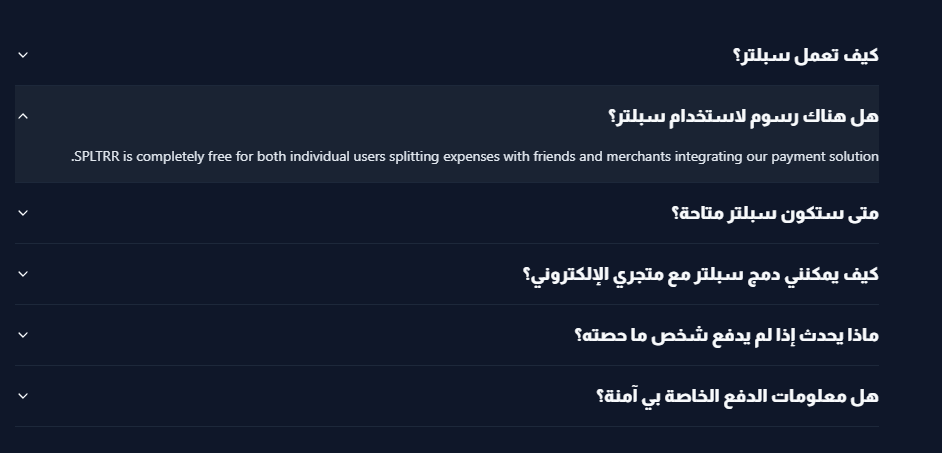 كيف تعمل سبلتر؟
هل هناك رسوم لاستخدام سبلتر؟
.SPLTRR is completely free for both individual users splitting expenses with friends and merchants integrating our payment solution
متى ستكون سبلتر متاحة؟
كيف يمكنني دمج سبلتر مع متجري الإلكتروني؟
ماذا يحدث إذا لم يدفع شخص ما حصته؟
هل معلومات الدفع الخاصة بي آمنة؟